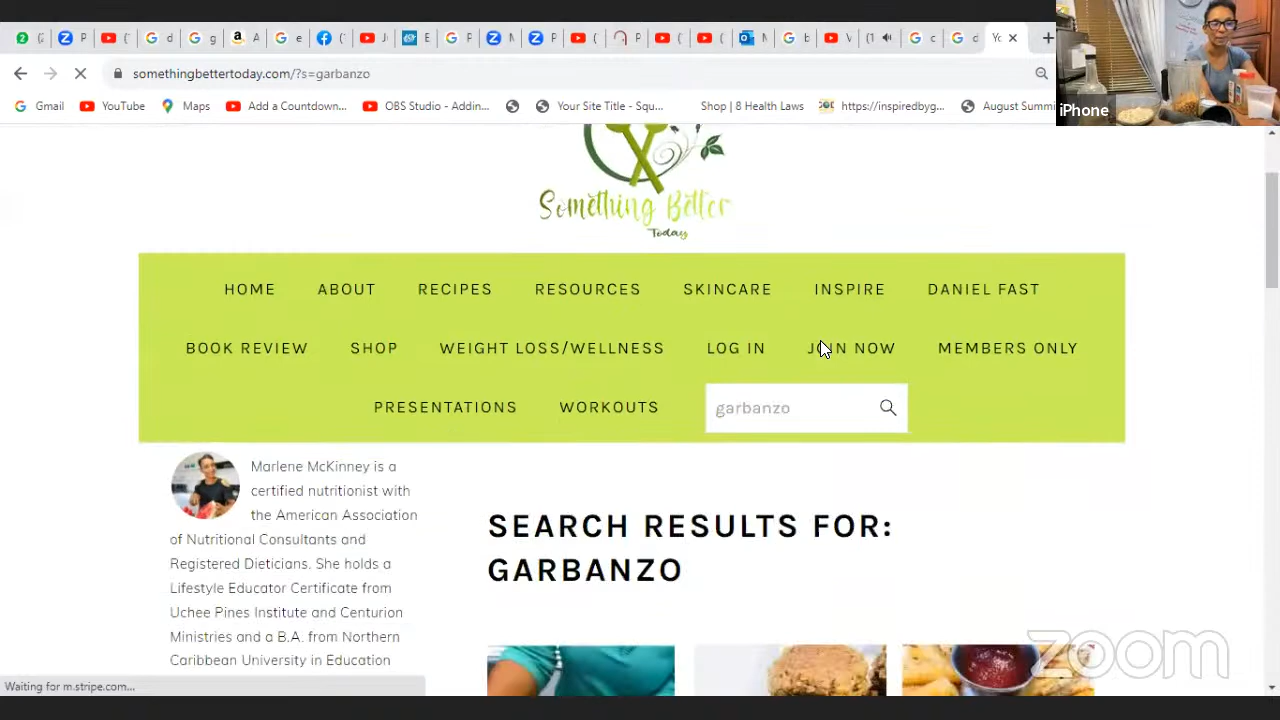 (
P
(
d
g
A
e
(
E
P
P
(
P
(
(
N
b
V
(1
c
d
Yo
somethingbettertoday.com/?s=garbanzo
Gmail YouTube Maps Add a Countdown... OBS Studio - Addin... Your Site Title - Squ... Shop | 8 Health Laws https://inspiredbyg... August Summi
iPhone
Something Better
Today
HOME ABOUT RECIPES RESOURCES SKINCARE INSPIRE DANIEL FAST
BOOK REVIEW SHOP WEIGHT LOSS/WELLNESS LOG IN JOIN NOW MEMBERS ONLY
PRESENTATIONS WORKOUTS garbanzo
Marlene McKinney is a
certified nutritionist with
the American Association
of Nutritional Consultants and
Registered Dieticians. She holds a
Lifestyle Educator Certificate from
Uchee Pines Institute and Centurion
Ministries and a B.A. from Northern
Caribbean University in Education
SEARCH RESULTS FOR:
GARBANZO
zoom
Waiting for m.stripe.com...